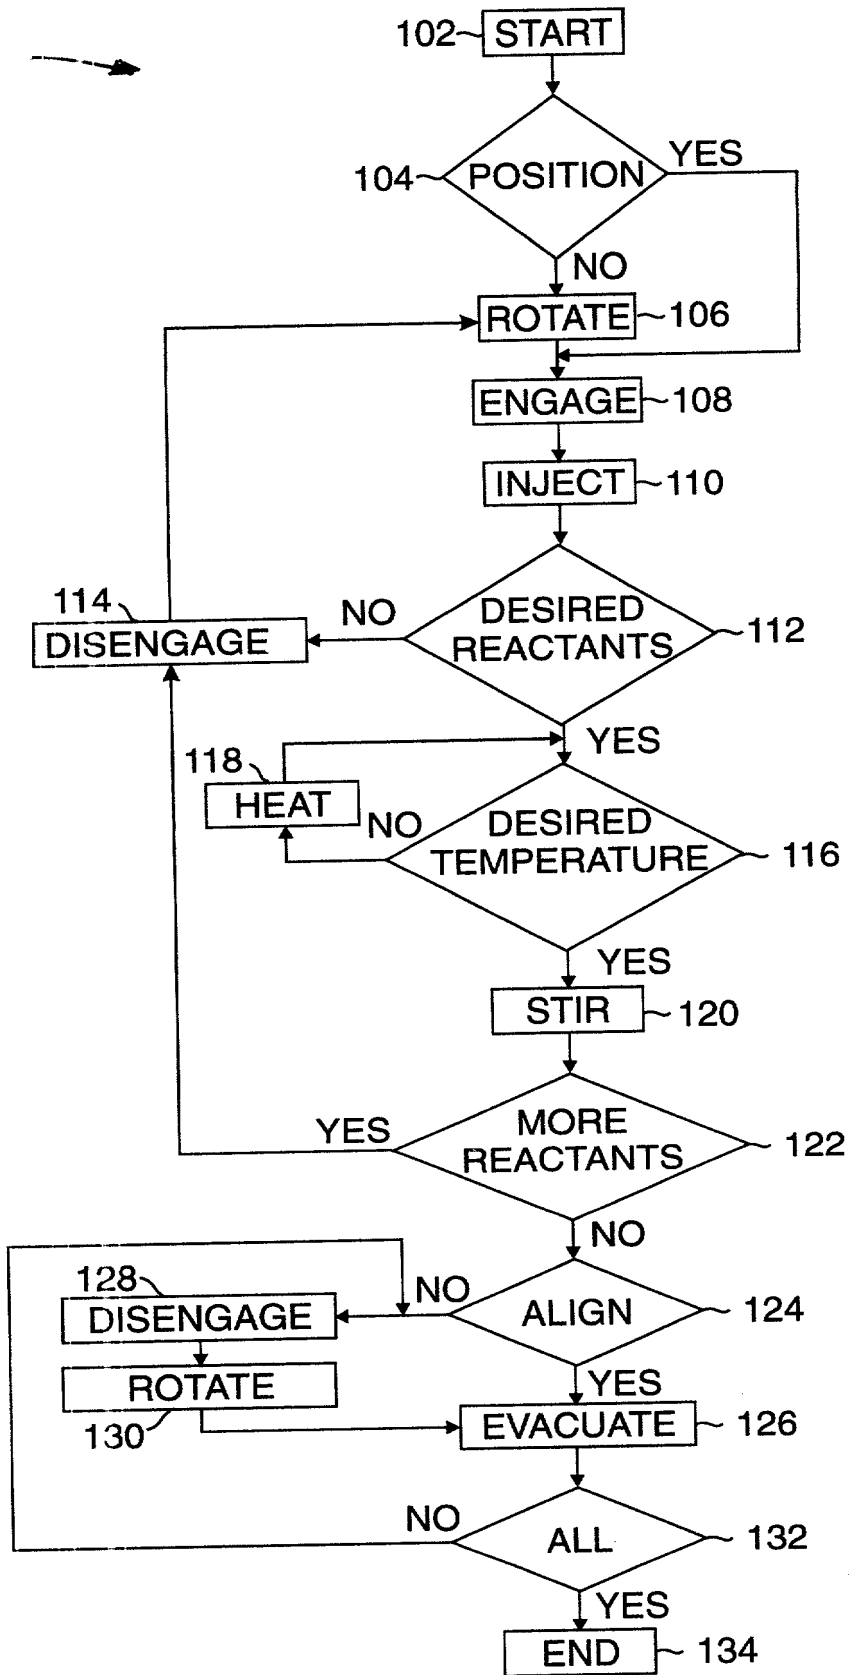 102 START
104 POSITION YES
NO
ROTATE 106
ENGAGE 108
INJECT 110
114 NO DESIRED REACTANTS 112
DISENGAGE
YES
118
HEAT NO DESIRED TEMPERATURE 116
YES
STIR 120
YES MORE REACTANTS 122
NO
128 NO ALIGN 124
DISENGAGE
ROTATE YES
130 EVACUATE 126
NO ALL 132
YES
END 134